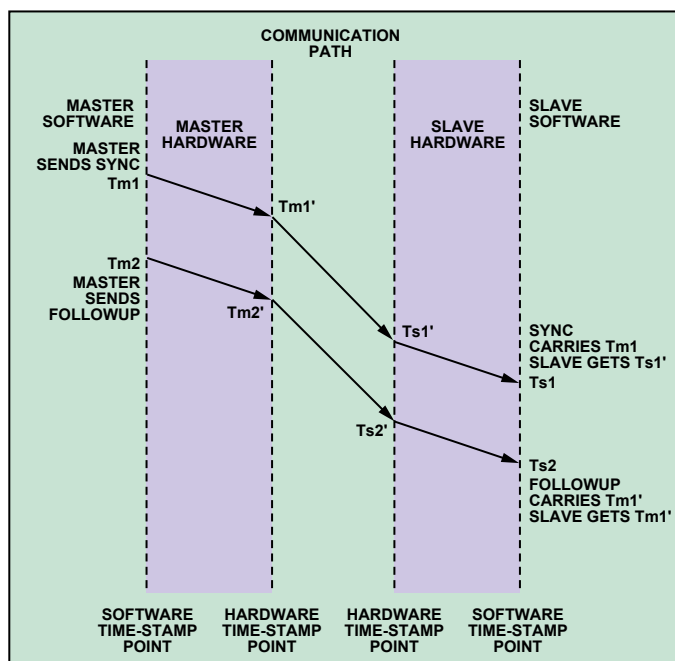 COMMUNICATION
PATH
MASTER
SOFTWARE
MASTER
HARDWARE
SLAVE
HARDWARE
SLAVE
SOFTWARE
MASTER
SENDS SYNC
Tm1
Tm1'
Tm2
MASTER
SENDS
FOLLOWUP
Tm2'
Ts1'
SYNC
CARRIES Tm1
SLAVE GETS Ts1'
Ts1
Ts2'
Ts2
FOLLOWUP
CARRIES Tm1'
SLAVE GETS Tm1'
SOFTWARE
TIME-STAMP
POINT
HARDWARE
TIME-STAMP
POINT
HARDWARE
TIME-STAMP
POINT
SOFTWARE
TIME-STAMP
POINT